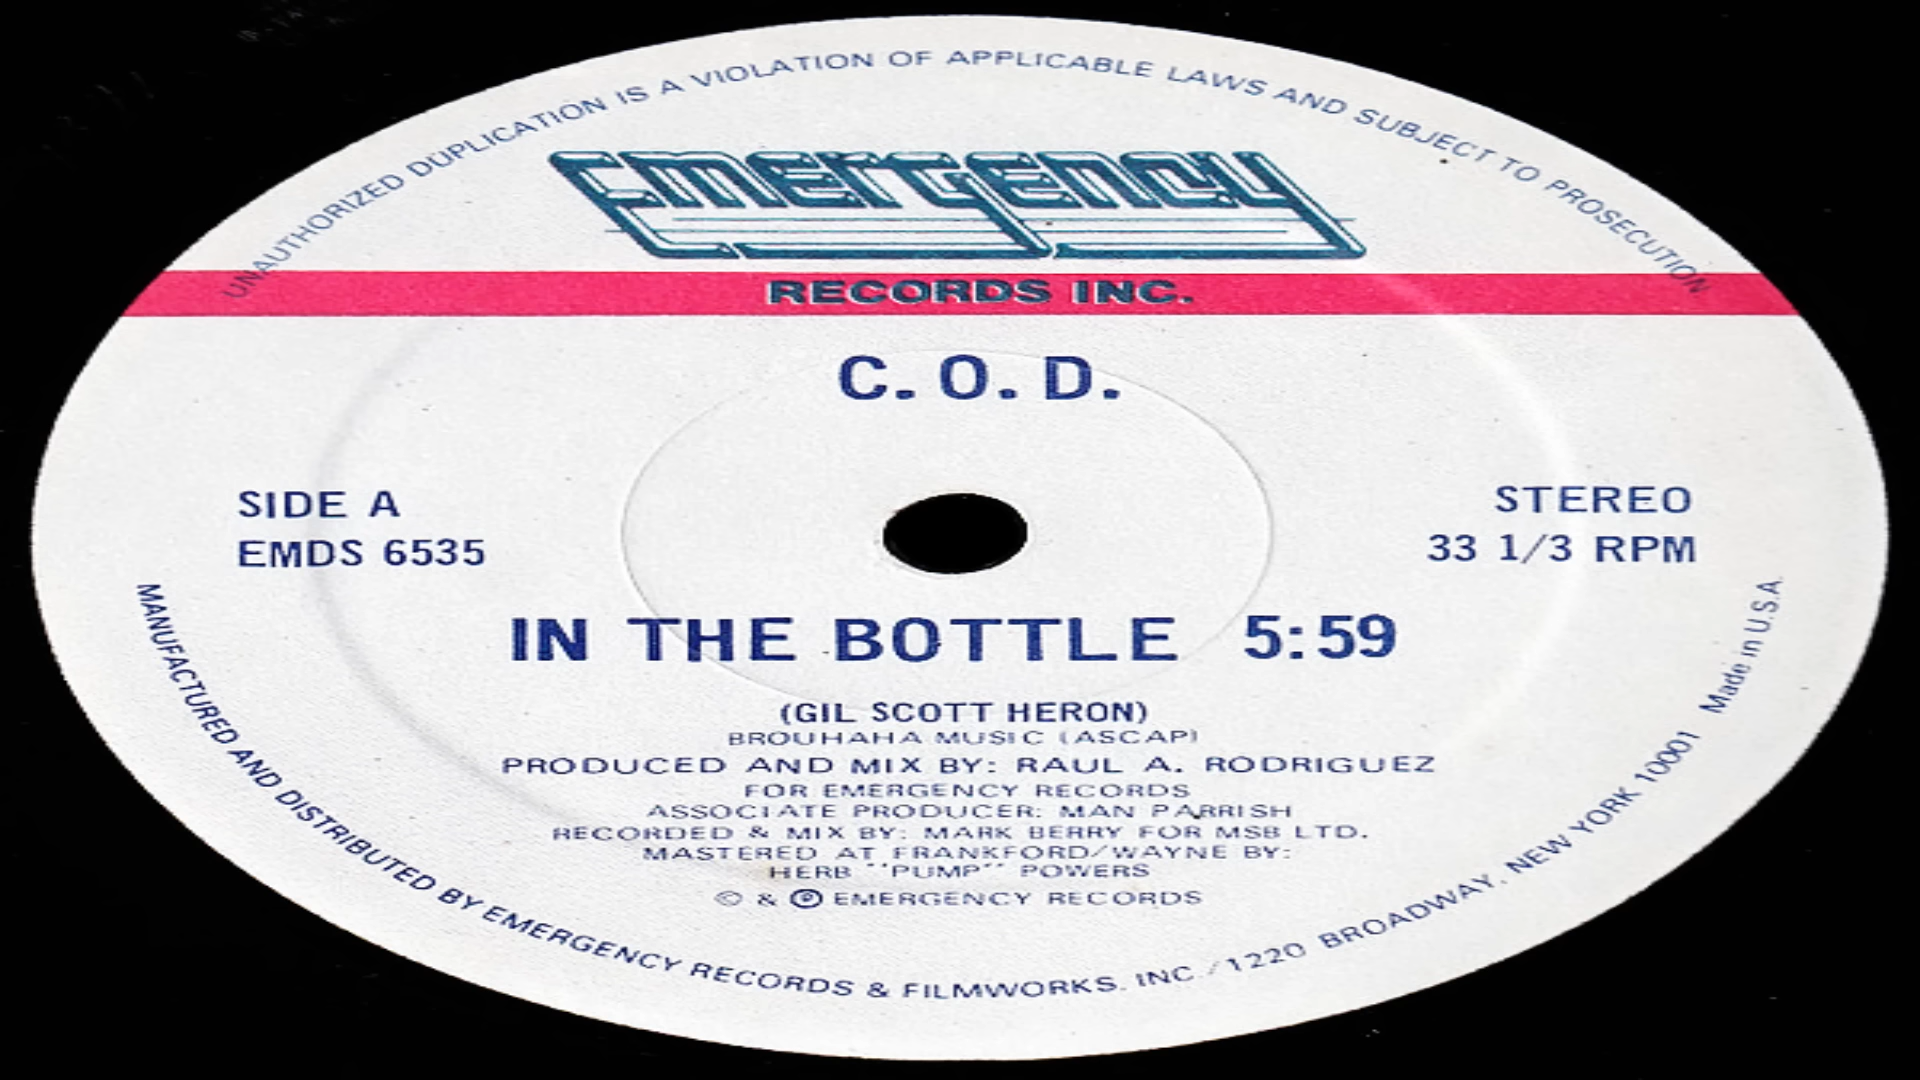 UNAUTHORIZED DUPLICATION IS A VIOLATION OF APPLICABLE LAWS AND SUBJECT TO PROSECUTION
Emergency
RECORDS INC.
C. O. D.
SIDE A
EMDS 6535
STEREO
33 1/3 RPM
IN THE BOTTLE 5:59
(GIL SCOTT HERON)
BROUHAHA MUSIC (ASCAP)
PRODUCED AND MIX BY: RAUL A. RODRIGUEZ
FOR EMERGENCY RECORDS
ASSOCIATE PRODUCER: MAN PARRISH
RECORDED & MIX BY: MARK BERRY FOR MSB LTD.
MASTERED AT FRANKFORD/WAYNE BY:
HERB "PUMP" POWERS
© & ℗ EMERGENCY RECORDS
MANUFACTURED AND DISTRIBUTED BY EMERGENCY RECORDS & FILMWORKS, INC. / 1220 BROADWAY, NEW YORK 10001 Made in U.S.A.